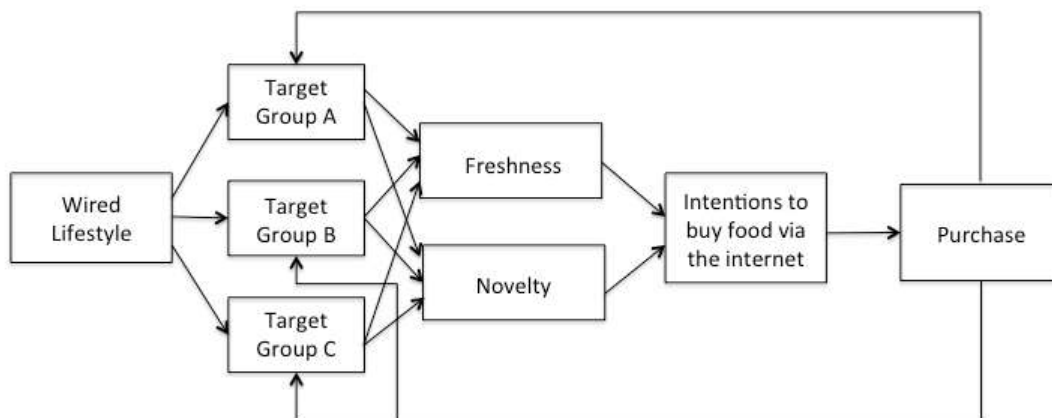 Wired
Lifestyle
Target
Group A
Target
Group B
Target
Group C
Freshness
Novelty
Intentions to
buy food via
the internet
Purchase